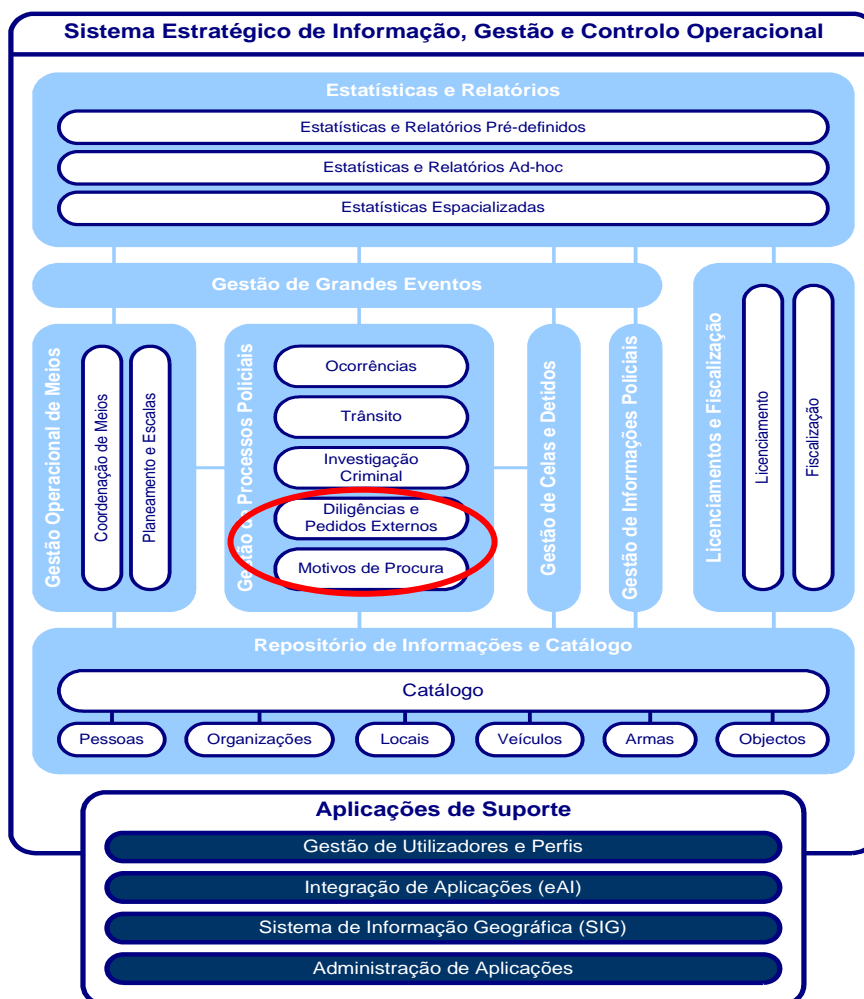 Sistema Estratégico de Informação, Gestão e Controlo Operacional
Estatísticas e Relatórios
Estatísticas e Relatórios Pré-definidos
Estatísticas e Relatórios Ad-hoc
Estatísticas Espacializadas
Gestão de Grandes Eventos
Gestão Operacional de Meios
Coordenação de Meios
Planeamento e Escalas
Gestão de Processos Policiais
Ocorrências
Trânsito
Investigação
Criminal
Diligências e
Pedidos Externos
Motivos de Procura
Gestão de Celas e Detidos
Gestão de Informações Policiais
Licenciamentos e Fiscalização
Licenciamento
Fiscalização
Repositório de Informações e Catálogo
Catálogo
Pessoas
Organizações
Locais
Veículos
Armas
Objectos
Aplicações de Suporte
Gestão de Utilizadores e Perfis
Integração de Aplicações (eAI)
Sistema de Informação Geográfica (SIG)
Administração de Aplicações